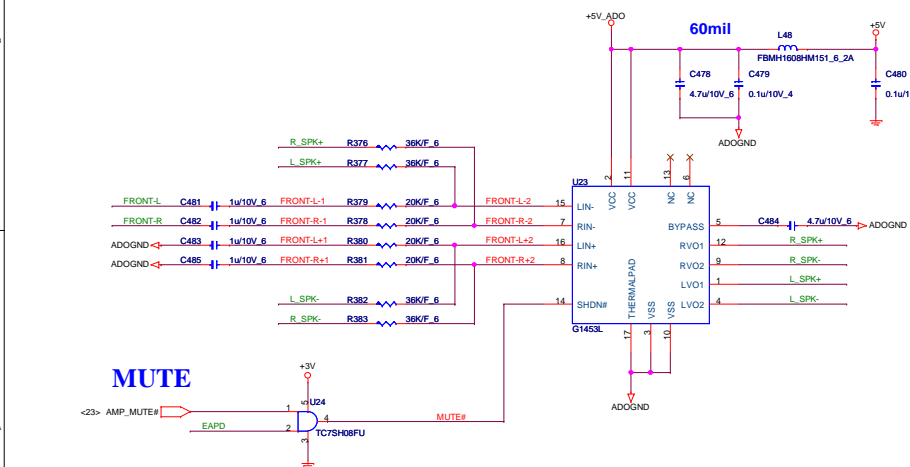 +5V_ADO
60mil
+5V
L48
FBMH1608HM151_6_2A
C478
4.7u/10V_6
C479
0.1u/10V_4
C480
ADOGND
R_SPK+ R376 36K/F_6
L_SPK+ R377 36K/F_6
U23
2 11 13 6
VCC VCC NC NC
FRONT-L C481 1u/10V_6 FRONT-L-1 R379 20K/F_6 FRONT-L-2 15 LIN-
FRONT-R C482 1u/10V_6 FRONT-R-1 R378 20K/F_6 FRONT-R-2 7 RIN-
ADOGND C483 1u/10V_6 FRONT-L+1 R380 20K/F_6 FRONT-L+2 16 LIN+
ADOGND C485 1u/10V_6 FRONT-R+1 R381 20K/F_6 FRONT-R+2 8 RIN+
BYPASS 5 C484 4.7u/10V_6 ADOGND
RVO1 12 R_SPK+
RVO2 9 R_SPK-
LVO1 1 L_SPK+
LVO2 4 L_SPK-
L_SPK- R382 36K/F_6
R_SPK- R383 36K/F_6
14 SHDN#
THERMALPAD VSS VSS
G1453L
17 3 10
ADOGND
MUTE
+3V
5 U24
<23> AMP_MUTE# 1
4 MUTE#
EAPD 2
TC7SH08FU
3